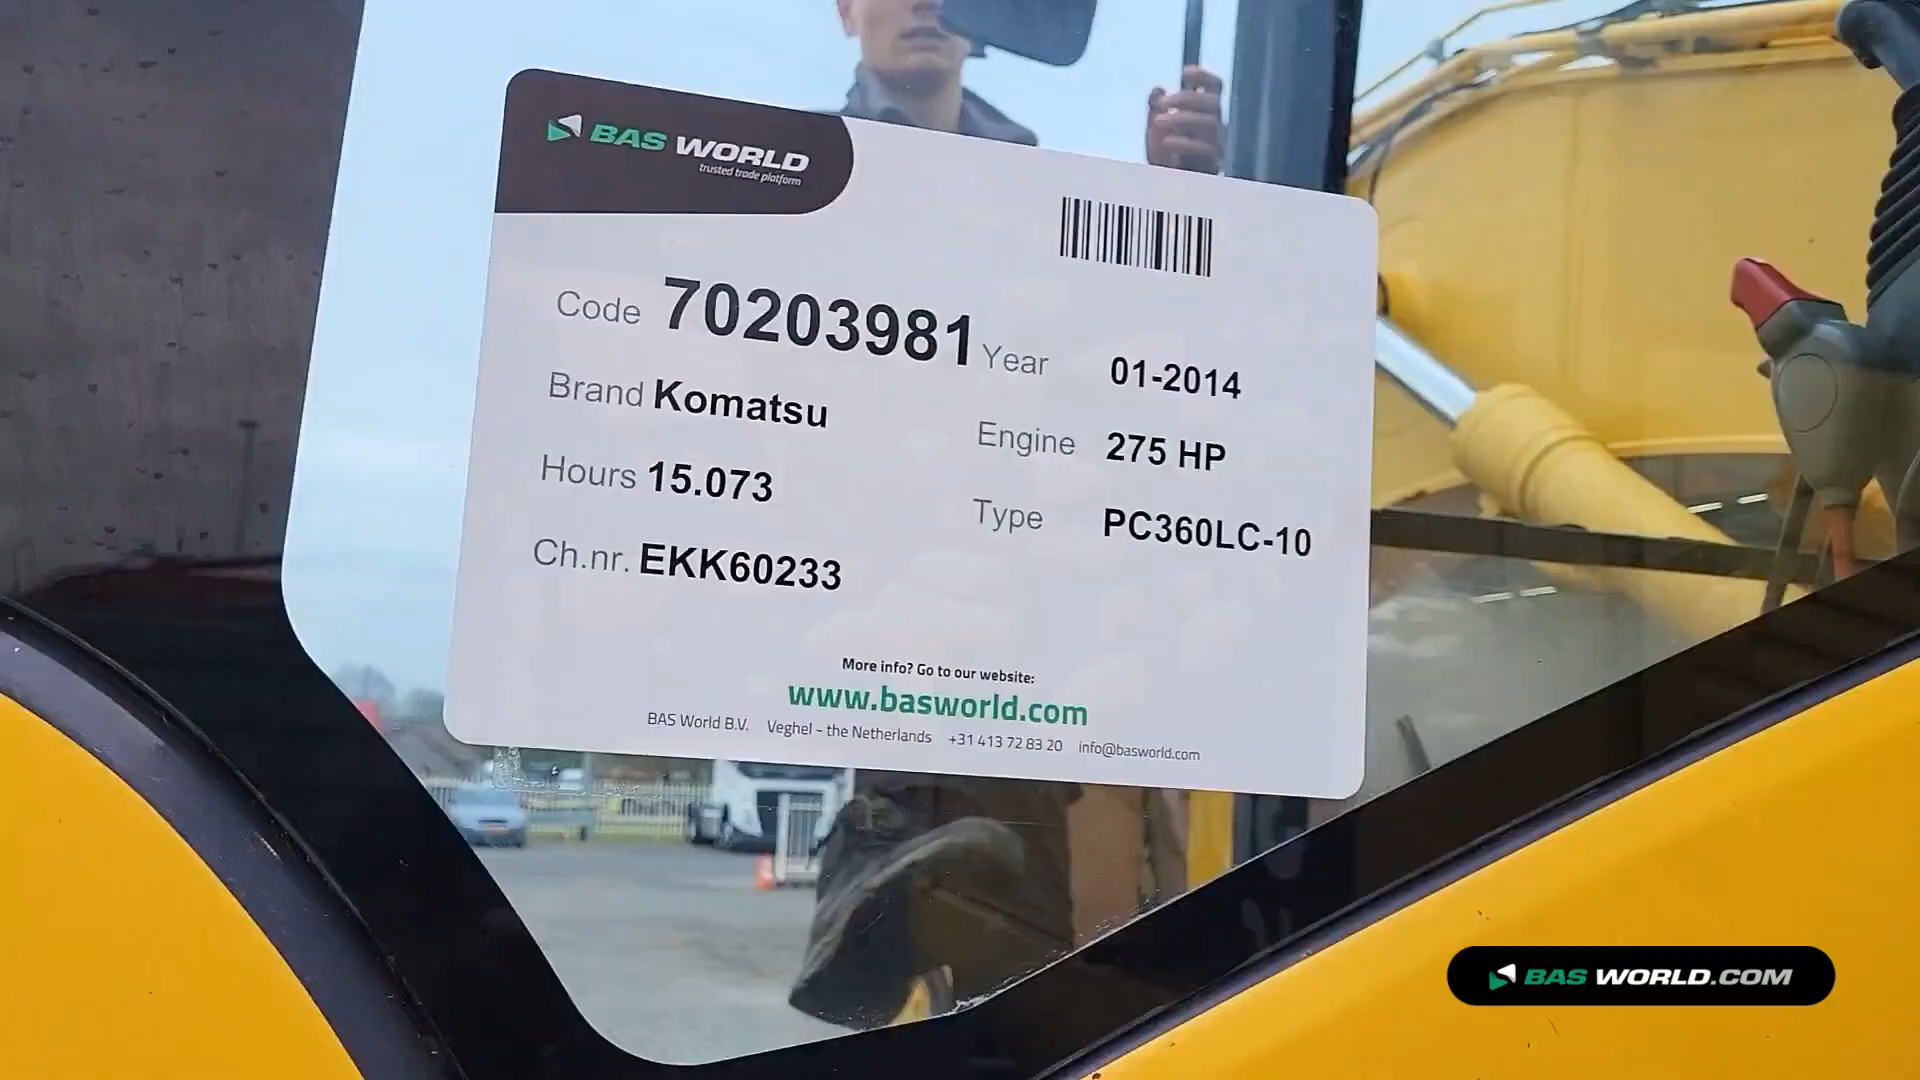 BAS WORLD
trusted trade platform
Code 70203981
Year 01-2014
Brand Komatsu
Engine 275 HP
Hours 15.073
Type PC360LC-10
Ch.nr. EKK60233
More info? Go to our website:
www.basworld.com
BAS World B.V. Veghel - the Netherlands +31 413 72 83 20 info@basworld.com
BAS WORLD.COM